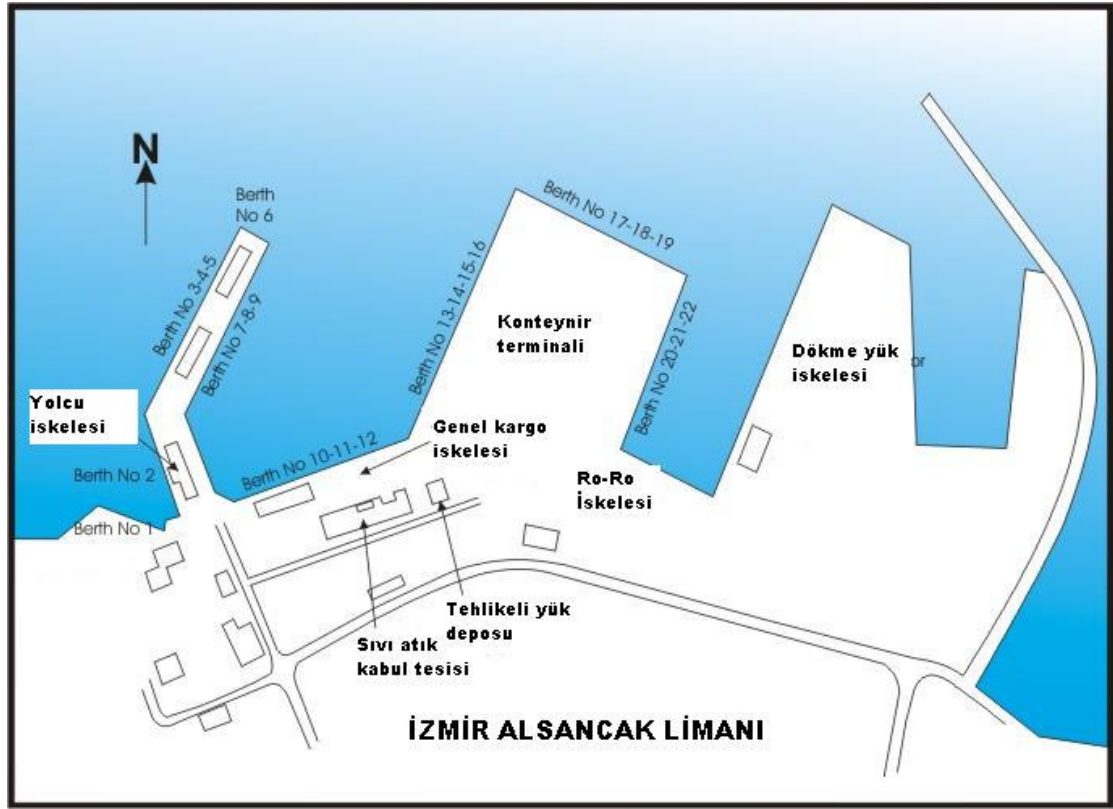 N
Berth
No 6
Berth No 3-4-5
Berth No 7-8-9
Berth No 13-14-15-16
Berth No 17-18-19
Berth No 20-21-22
Konteynir
terminali
Dökme yük
iskelesi
or
Yolcu
iskelesi
Berth No 2
Berth No 1
Berth No 10-11-12
Genel kargo
iskelesi
Ro-Ro
İskelesi
Tehlikeli yük
deposu
Sıvı atık
kabul tesisi
İZMİR ALSANCAK LİMANI